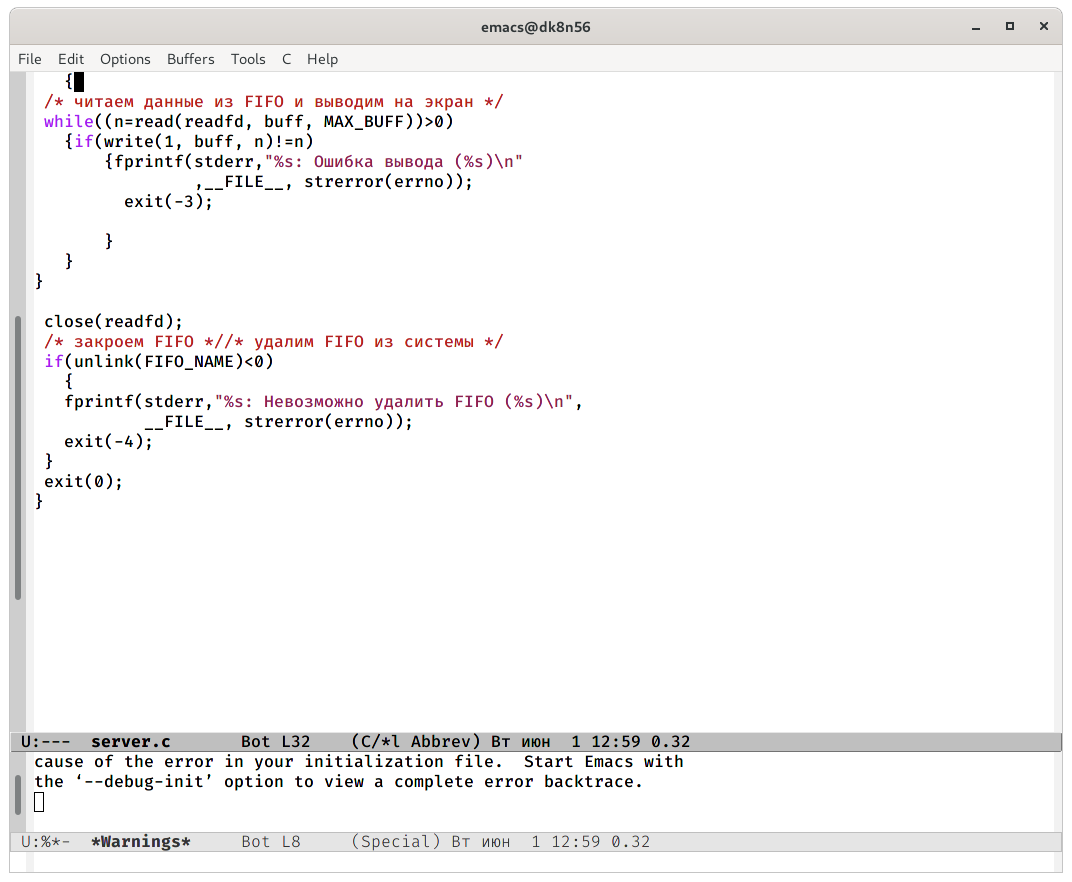 emacs@dk8n56
File Edit Options Buffers Tools C Help
{
/* читаем данные из FIFO и выводим на экран */
while((n=read(readfd, buff, MAX_BUFF))>0)
{if(write(1, buff, n)!=n)
{fprintf(stderr,"%s: Ошибка вывода (%s)\n"
,__FILE__, strerror(errno));
exit(-3);
}
}
}
close(readfd);
/* закроем FIFO *//* удалим FIFO из системы */
if(unlink(FIFO_NAME)<0)
{
fprintf(stderr,"%s: Невозможно удалить FIFO (%s)\n",
__FILE__, strerror(errno));
exit(-4);
}
exit(0);
}
U:--- server.c Bot L32 (C/*l Abbrev) Вт июн 1 12:59 0.32
cause of the error in your initialization file. Start Emacs with
the ‘--debug-init’ option to view a complete error backtrace.
U:%*- *Warnings* Bot L8 (Special) Вт июн 1 12:59 0.32